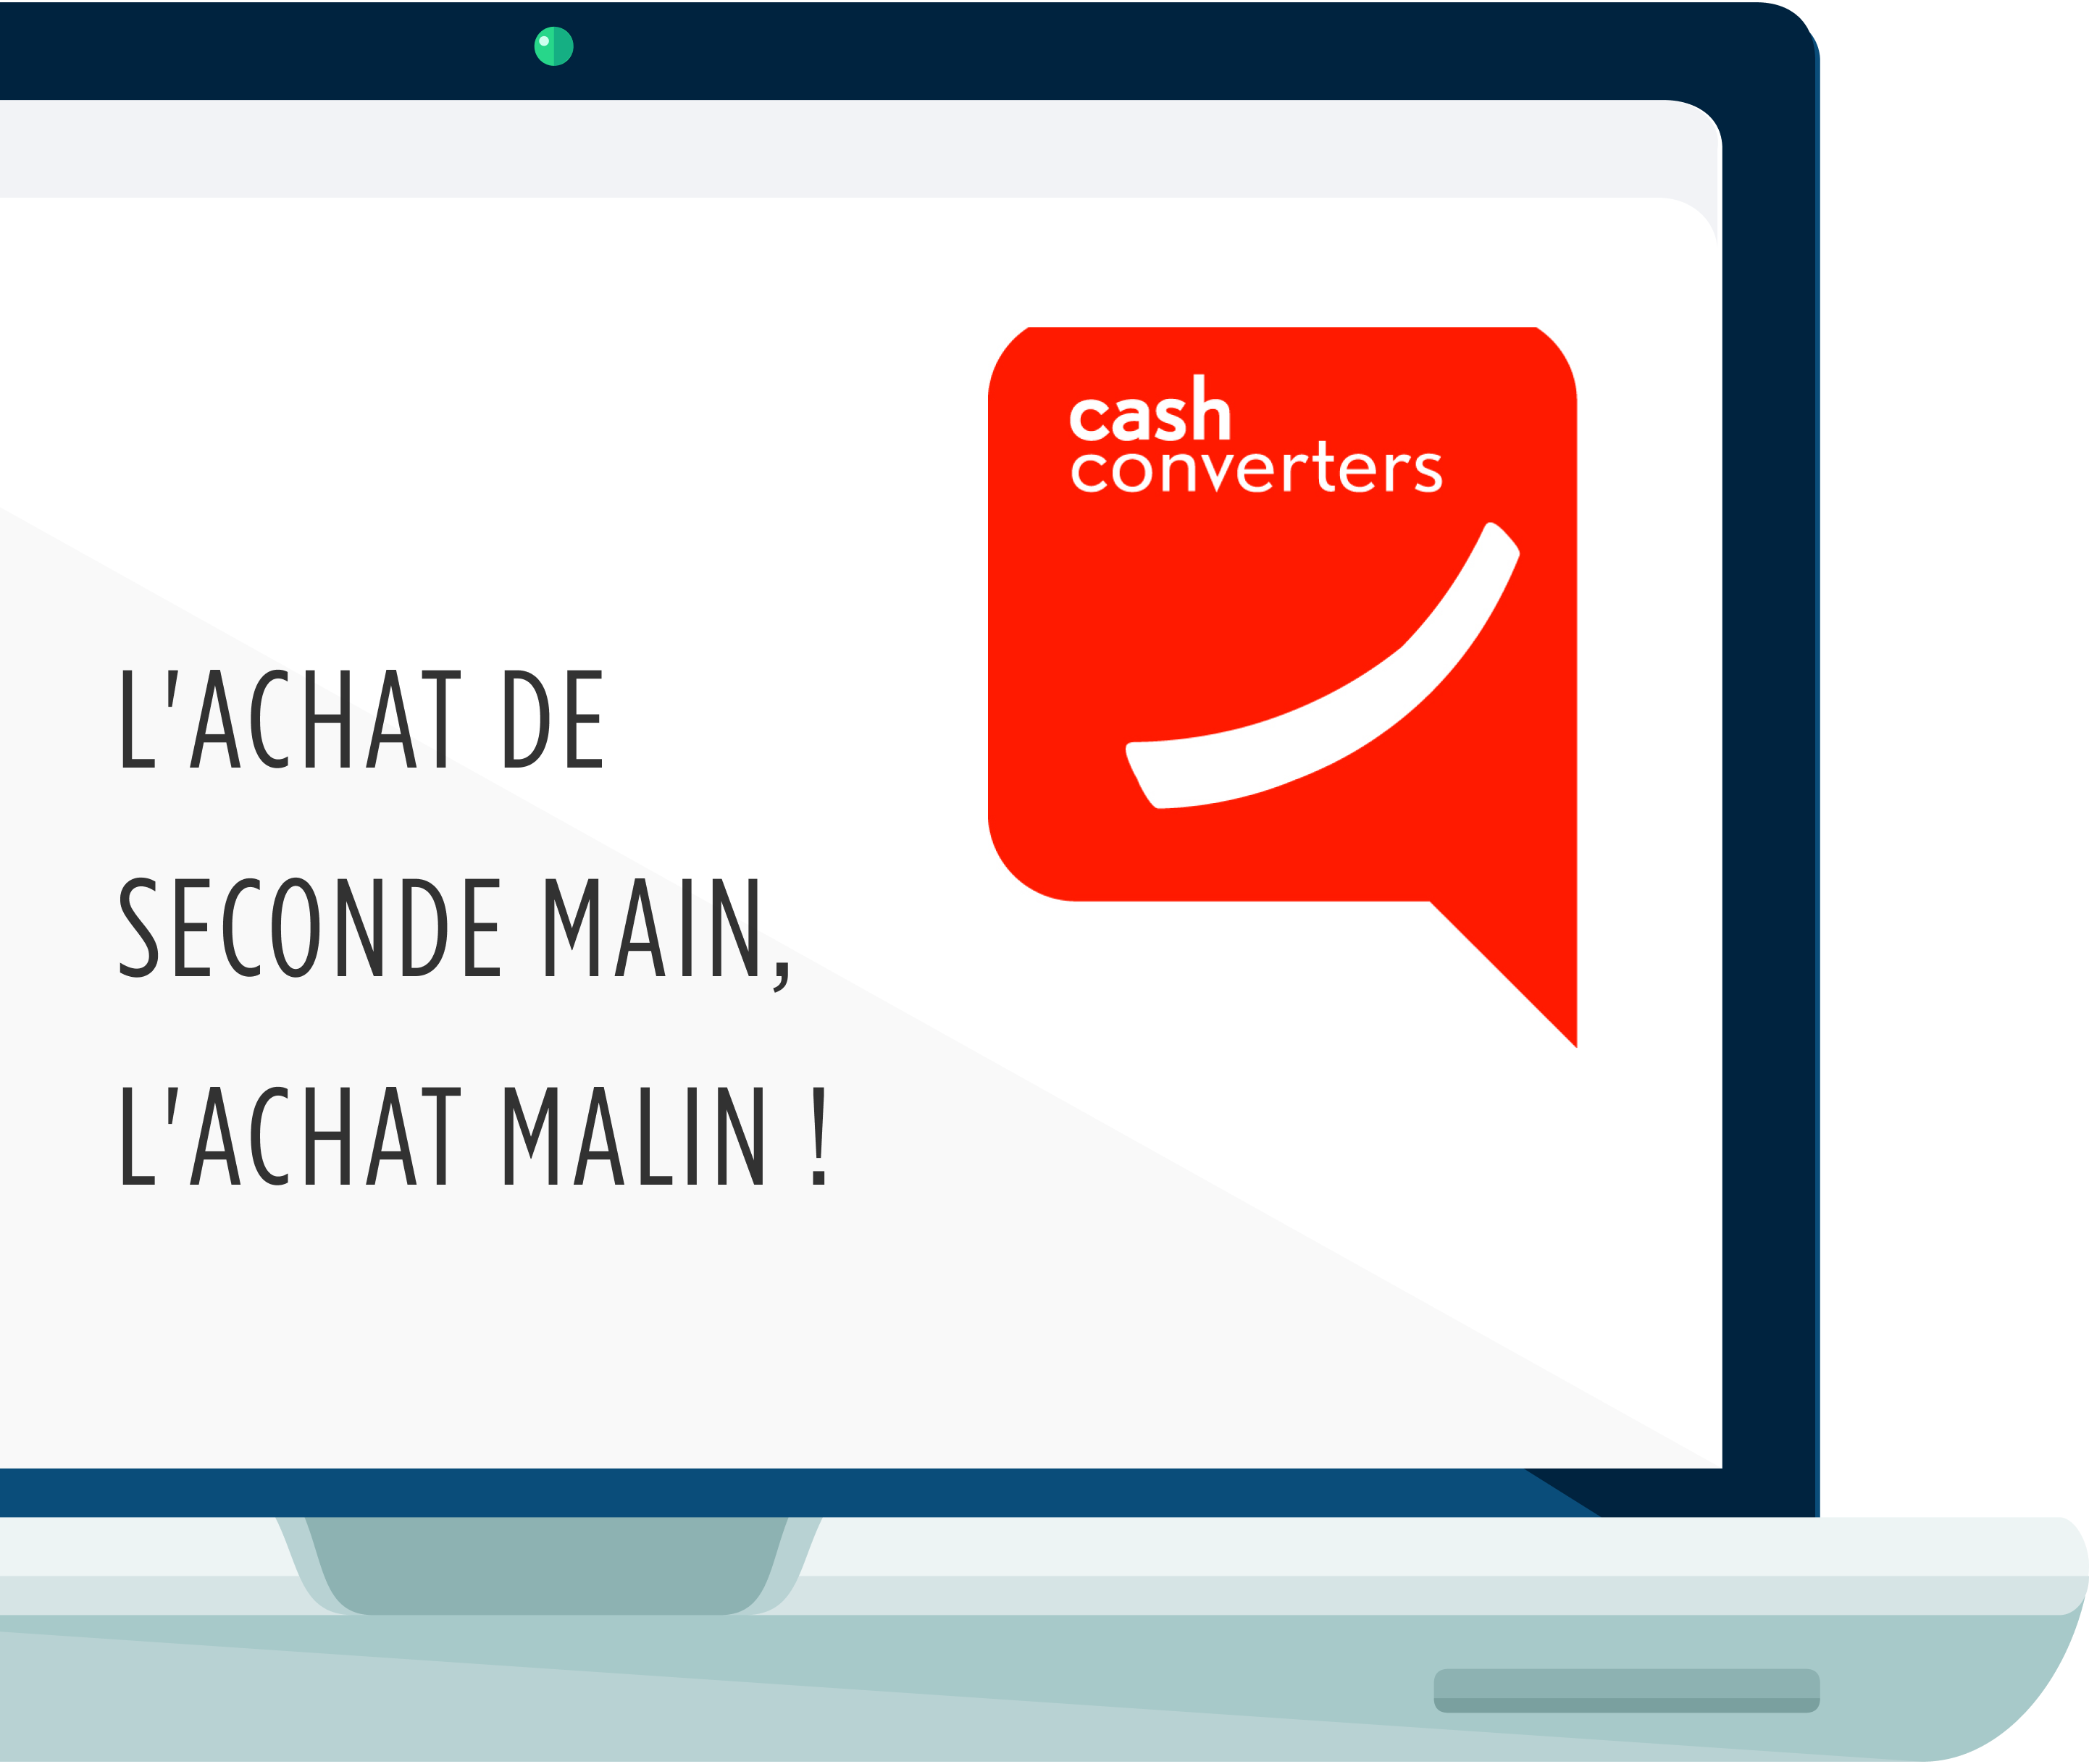 cash
converters
L'ACHAT DE
SECONDE MAIN,
L'ACHAT MALIN !